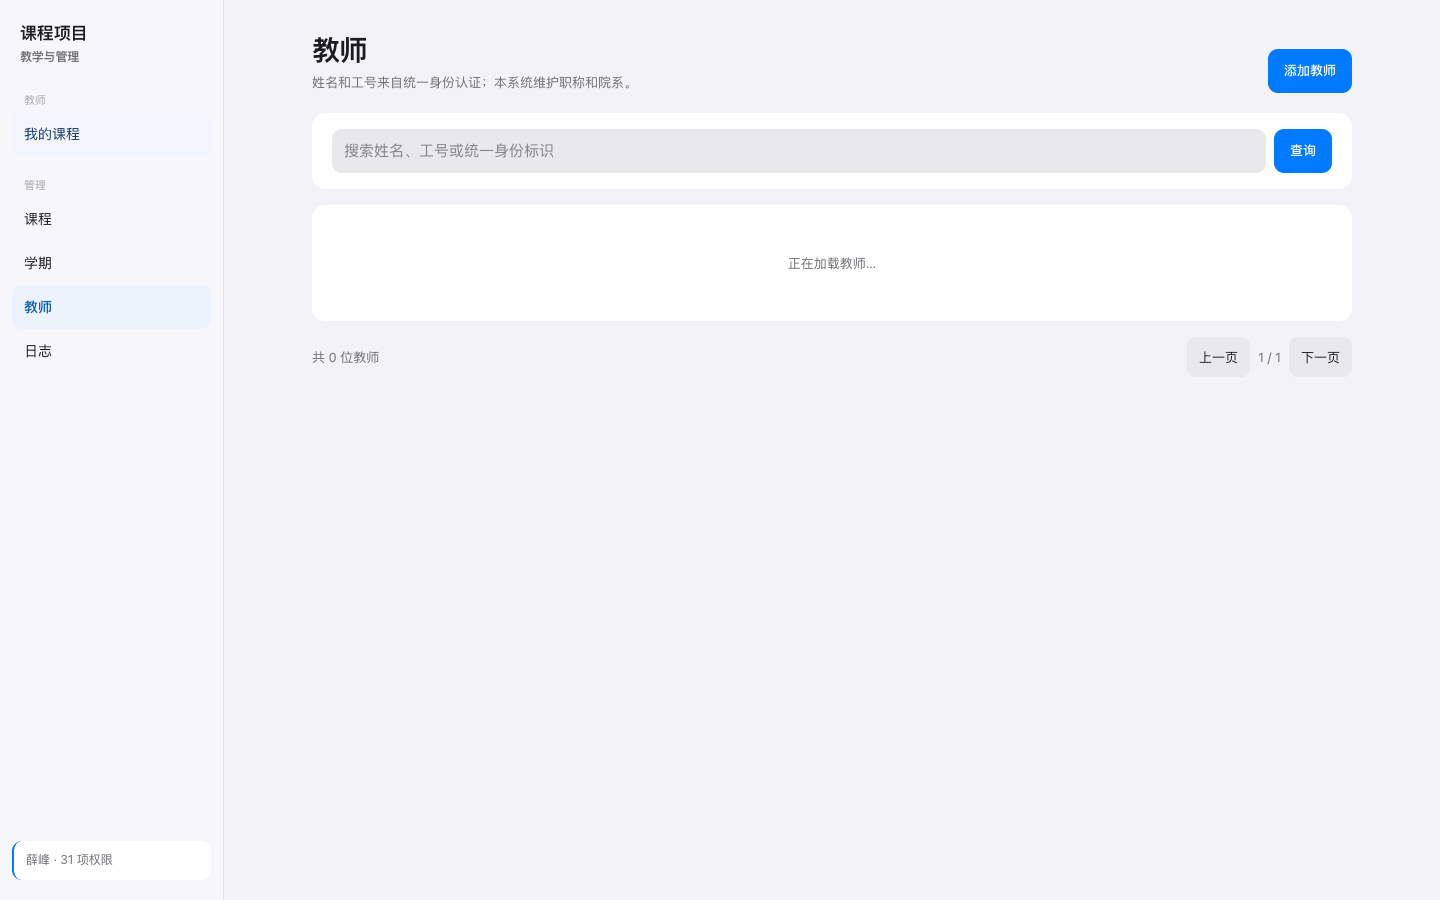 课程项目
教学与管理
教师
我的课程
管理
课程
学期
教师
日志
薛峰 · 31 项权限
教师
姓名和工号来自统一身份认证；本系统维护职称和院系。
添加教师
搜索姓名、工号或统一身份标识
查询
正在加载教师...
共 0 位教师
上一页
1 / 1
下一页